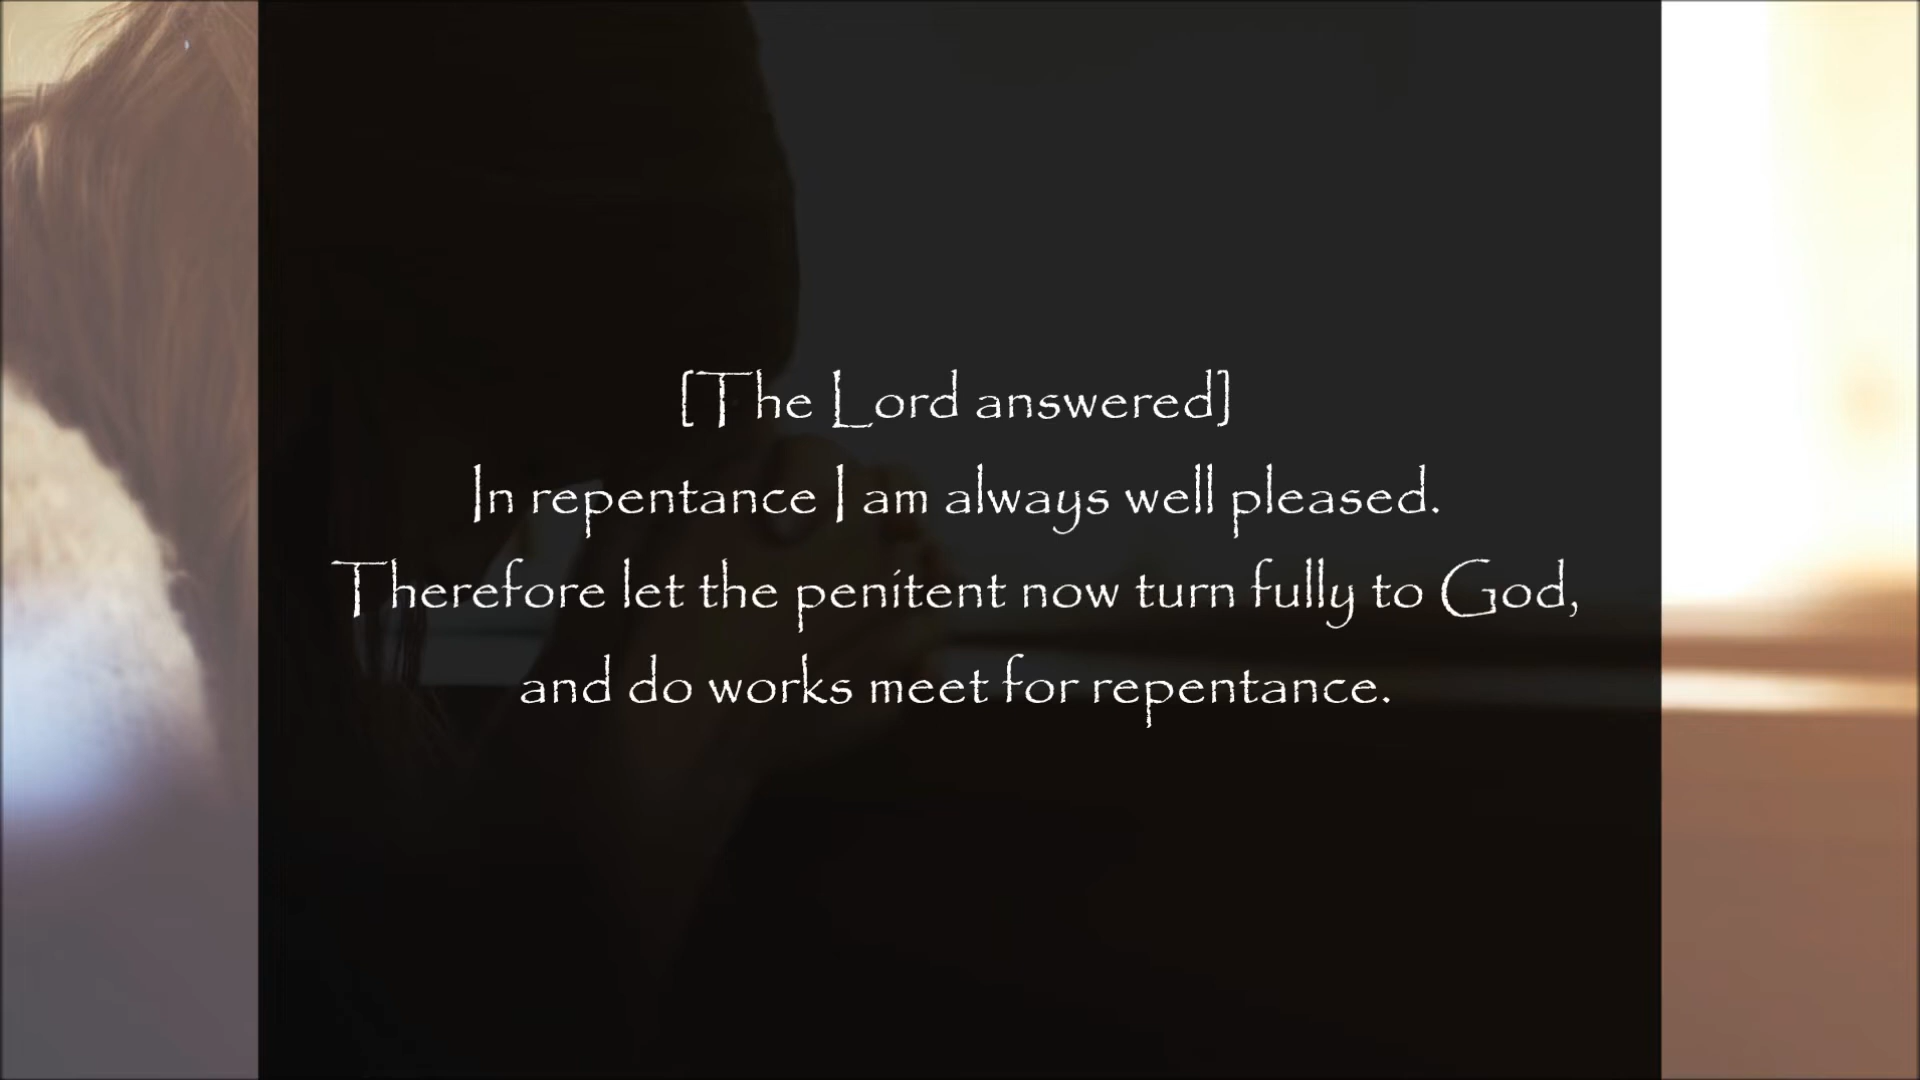 [The Lord answered]
In repentance I am always well pleased.
Therefore let the penitent now turn fully to God,
and do works meet for repentance.